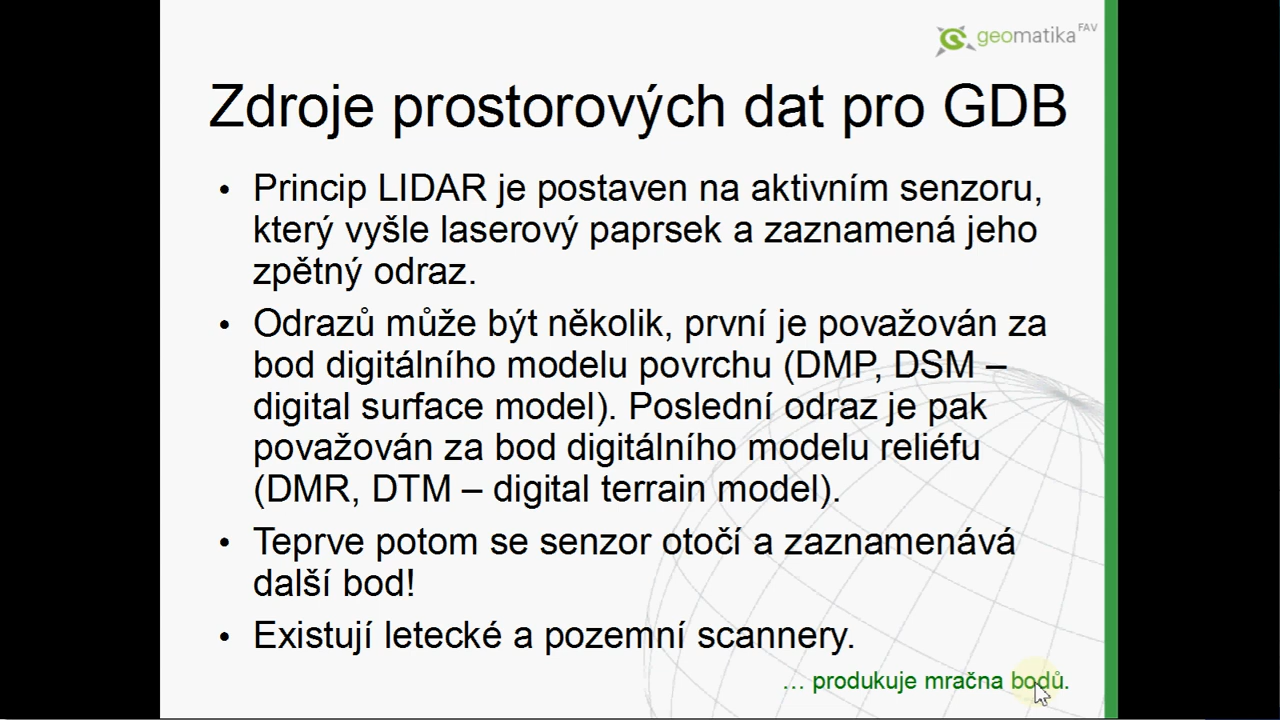 geomatika FAV
Zdroje prostorových dat pro GDB
• Princip LIDAR je postaven na aktivním senzoru,
který vyšle laserový paprsek a zaznamená jeho
zpětný odraz.
• Odrazů může být několik, první je považován za
bod digitálního modelu povrchu (DMP, DSM –
digital surface model). Poslední odraz je pak
považován za bod digitálního modelu reliéfu
(DMR, DTM – digital terrain model).
• Teprve potom se senzor otočí a zaznamenává
další bod!
• Existují letecké a pozemní scannery.
... produkuje mračna bodů.